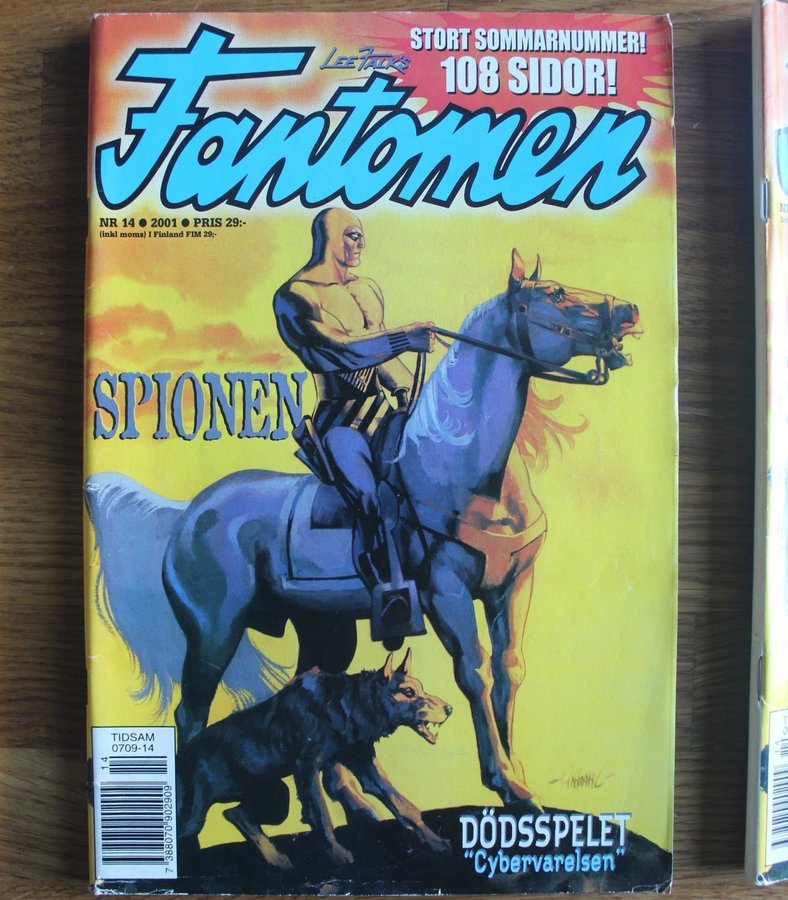 STORT SOMMARNUMMER!
108 SIDOR!
LEE FALK'S
Fantomen
NR 14 • 2001 • PRIS 29:-
(inkl moms) I Finland FIM 29;-
SPIONEN
TIDSAM
0709-14
14
7 388070 902909
DÖDSSPELET
"Cybervarelsen"